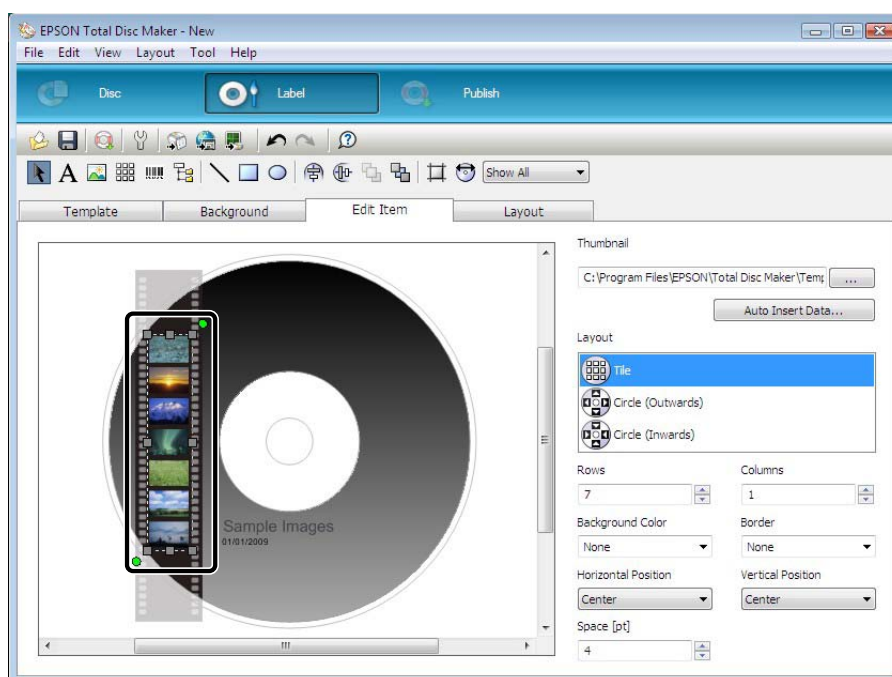 EPSON Total Disc Maker - New
File Edit View Layout Tool Help
Disc Label Publish
A Show All
Template Background Edit Item Layout
Thumbnail
C:\Program Files\EPSON\Total Disc Maker\Temp ...
Auto Insert Data...
Layout
Tile
Circle (Outwards)
Circle (Inwards)
Rows Columns
7 1
Background Color Border
None None
Horizontal Position Vertical Position
Center Center
Space [pt]
4
Sample Images
01/01/2009